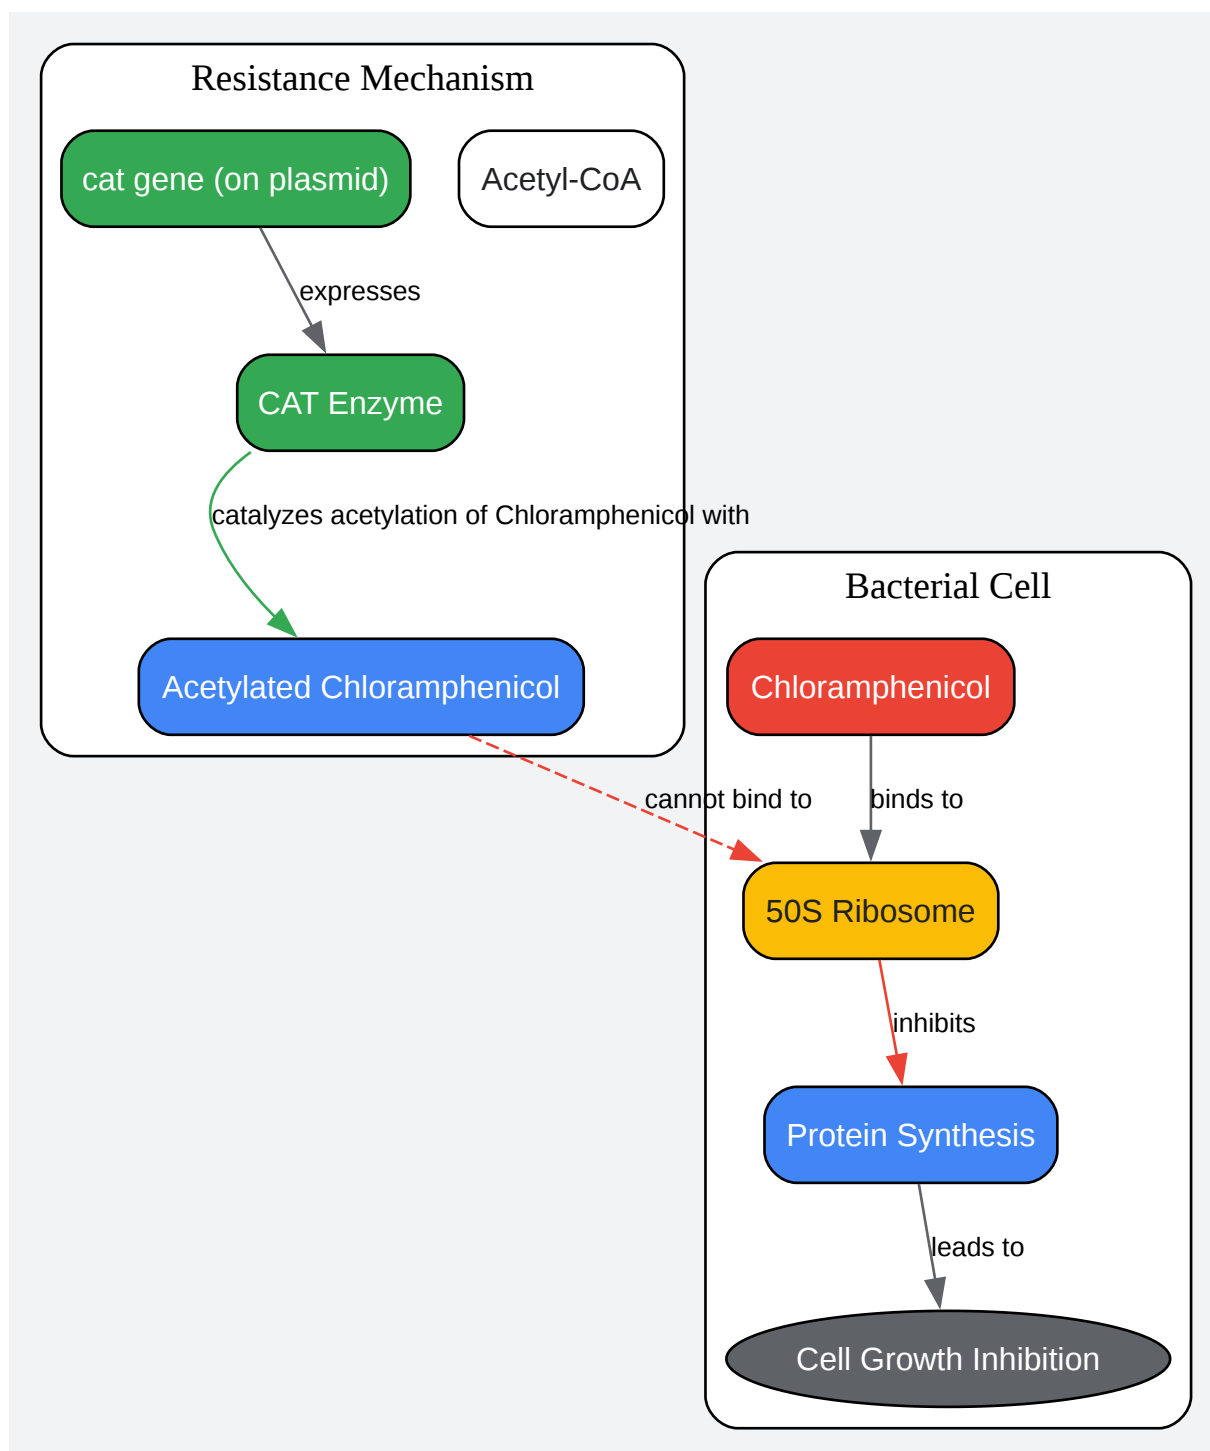 Resistance Mechanism
cat gene (on plasmid)
Acetyl-CoA
expresses
CAT Enzyme
catalyzes acetylation of Chloramphenicol with
Acetylated Chloramphenicol
Bacterial Cell
Chloramphenicol
cannot bind to
binds to
50S Ribosome
inhibits
Protein Synthesis
leads to
Cell Growth Inhibition